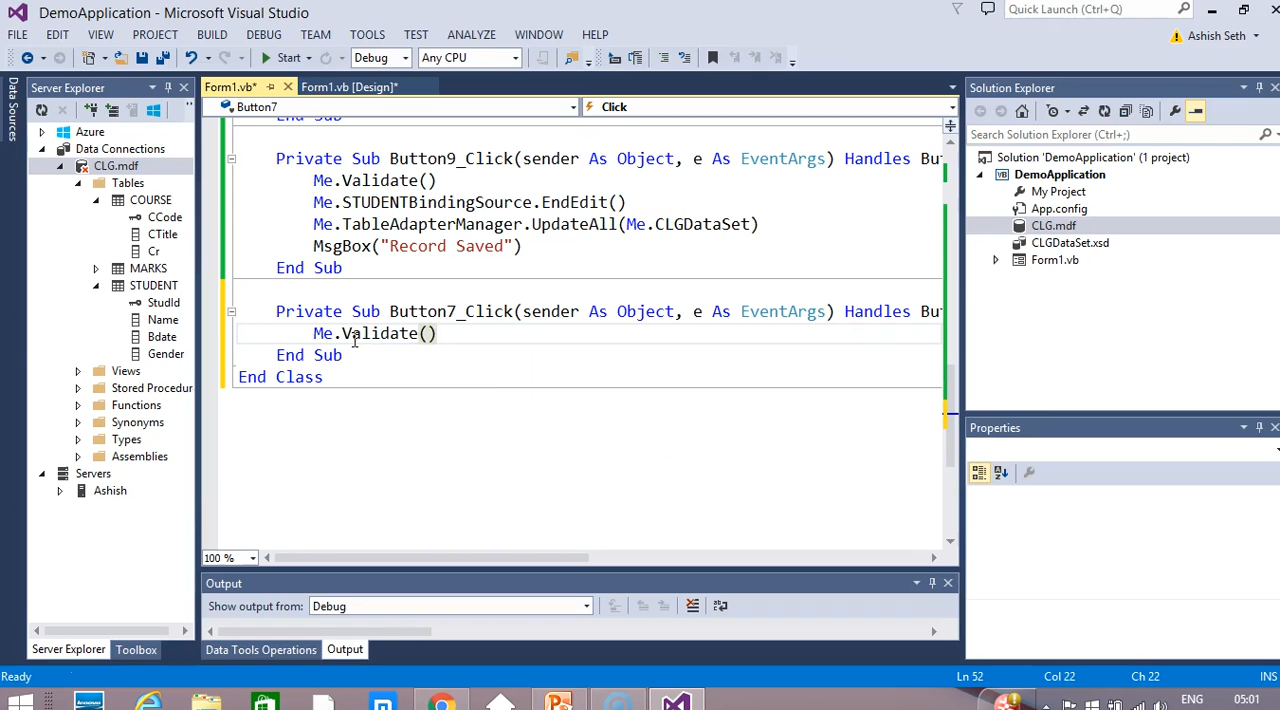 DemoApplication - Microsoft Visual Studio
Quick Launch (Ctrl+Q)
FILE EDIT VIEW PROJECT BUILD DEBUG TEAM TOOLS TEST ANALYZE WINDOW HELP
Ashish Seth
Start Debug Any CPU
Data Sources
Server Explorer
Azure
Data Connections
CLG.mdf
Tables
COURSE
CCode
CTitle
Cr
MARKS
STUDENT
StudId
Name
Bdate
Gender
Views
Stored Procedur
Functions
Synonyms
Types
Assemblies
Servers
Ashish
Server Explorer Toolbox
Form1.vb* Form1.vb [Design]*
Button7 Click
End Sub
Private Sub Button9_Click(sender As Object, e As EventArgs) Handles Bu
Me.Validate()
Me.STUDENTBindingSource.EndEdit()
Me.TableAdapterManager.UpdateAll(Me.CLGDataSet)
MsgBox("Record Saved")
End Sub
Private Sub Button7_Click(sender As Object, e As EventArgs) Handles Bu
Me.Validate()
End Sub
End Class
100 %
Output
Show output from: Debug
Data Tools Operations Output
Solution Explorer
Search Solution Explorer (Ctrl+;)
Solution 'DemoApplication' (1 project)
DemoApplication
My Project
App.config
CLG.mdf
CLGDataSet.xsd
Form1.vb
Properties
Ready Ln 52 Col 22 Ch 22 INS
ENG 05:01